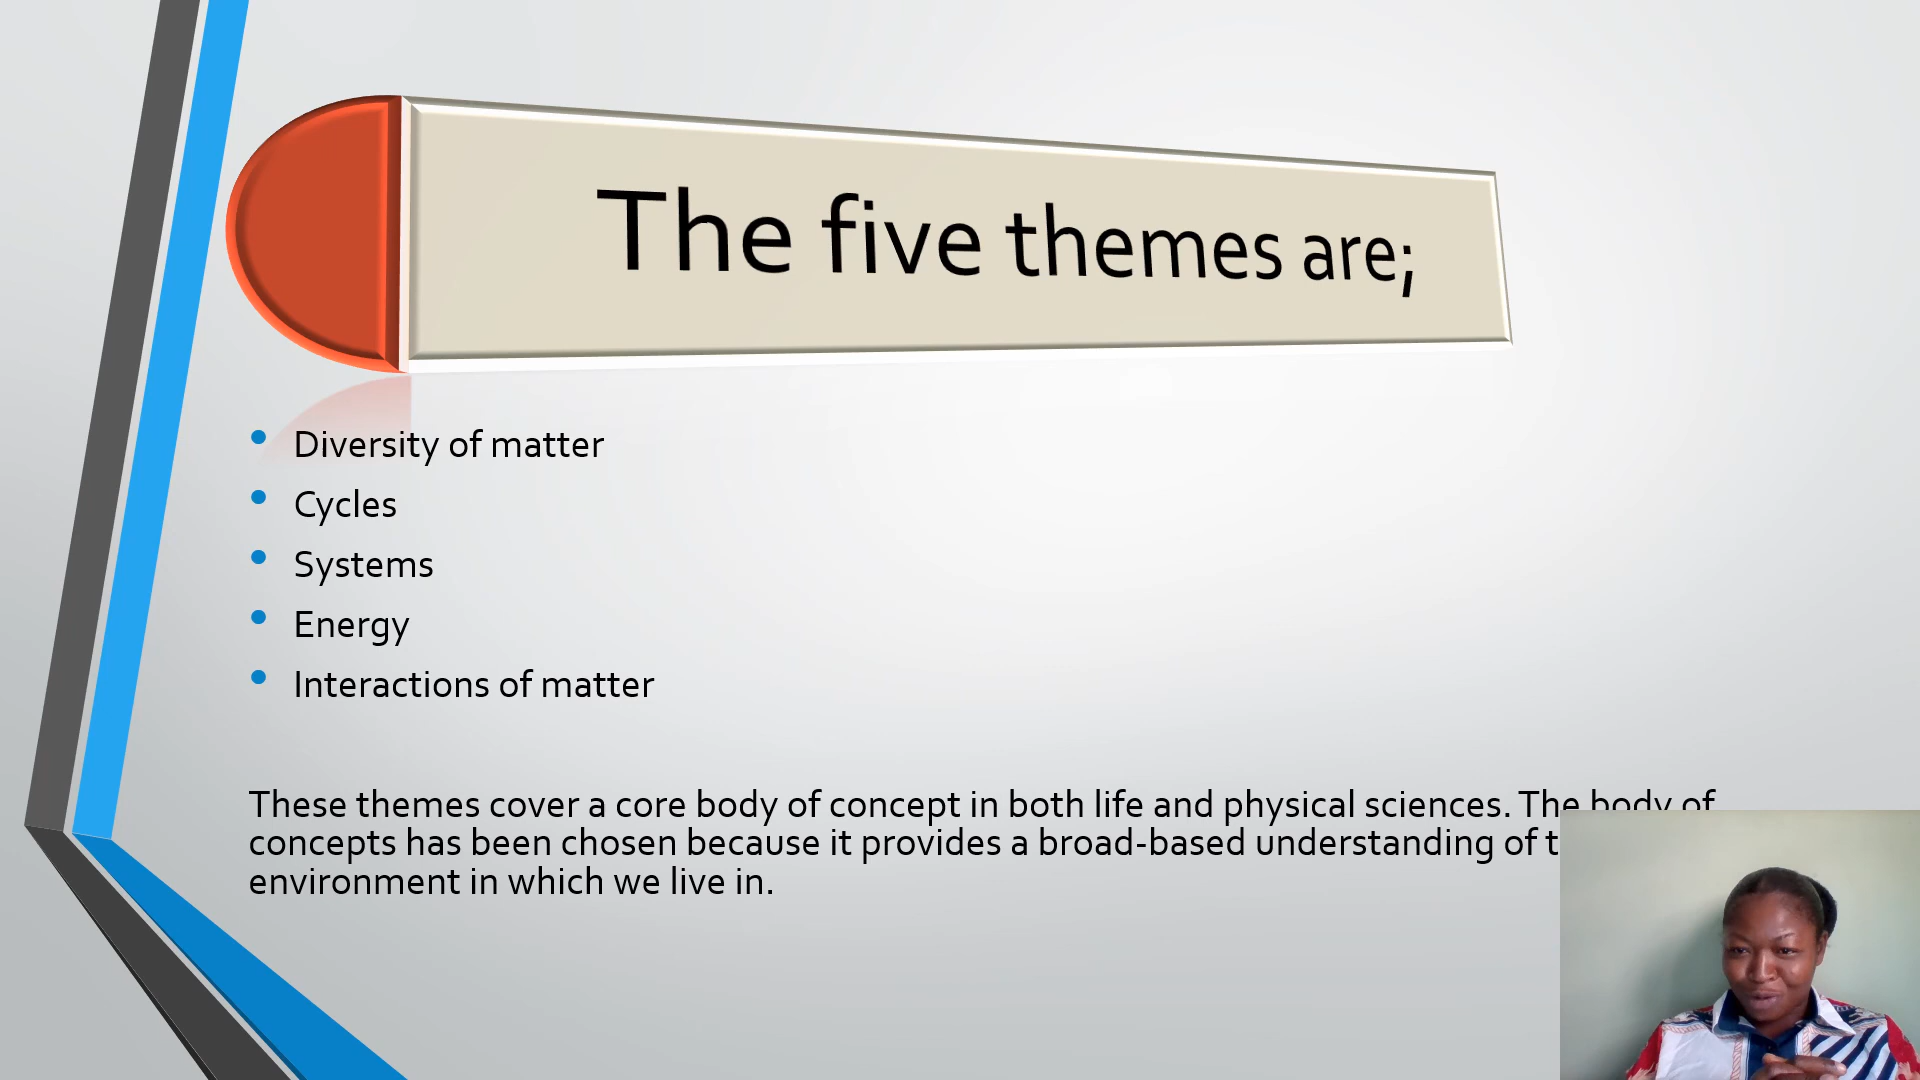 The five themes are;
Diversity of matter
Cycles
Systems
Energy
Interactions of matter
These themes cover a core body of concept in both life and physical sciences. The body of
concepts has been chosen because it provides a broad-based understanding of
environment in which we live in.